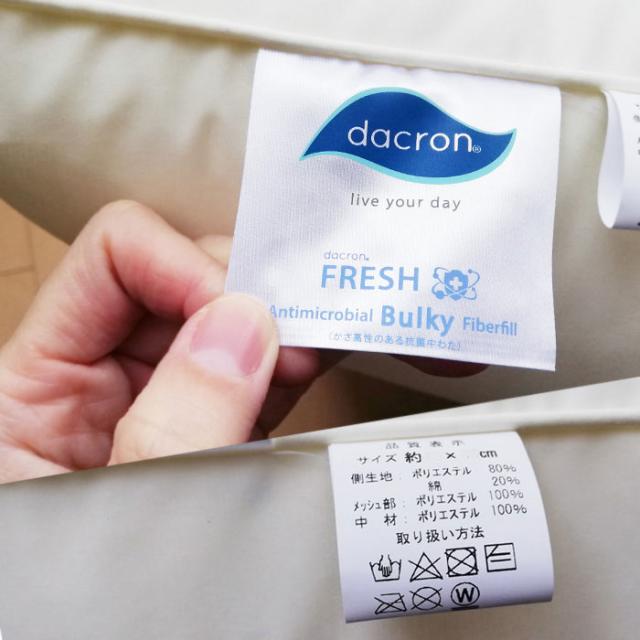 dacron®
live your day
dacron®
FRESH
Antimicrobial Bulky Fiberfill
(かさ高性のある抗菌中わた)
品質表示
サイズ 約 × cm
側生地: ポリエステル 80%
綿 20%
メッシュ部: ポリエステル 100%
中 材: ポリエステル 100%
取り扱い方法
W